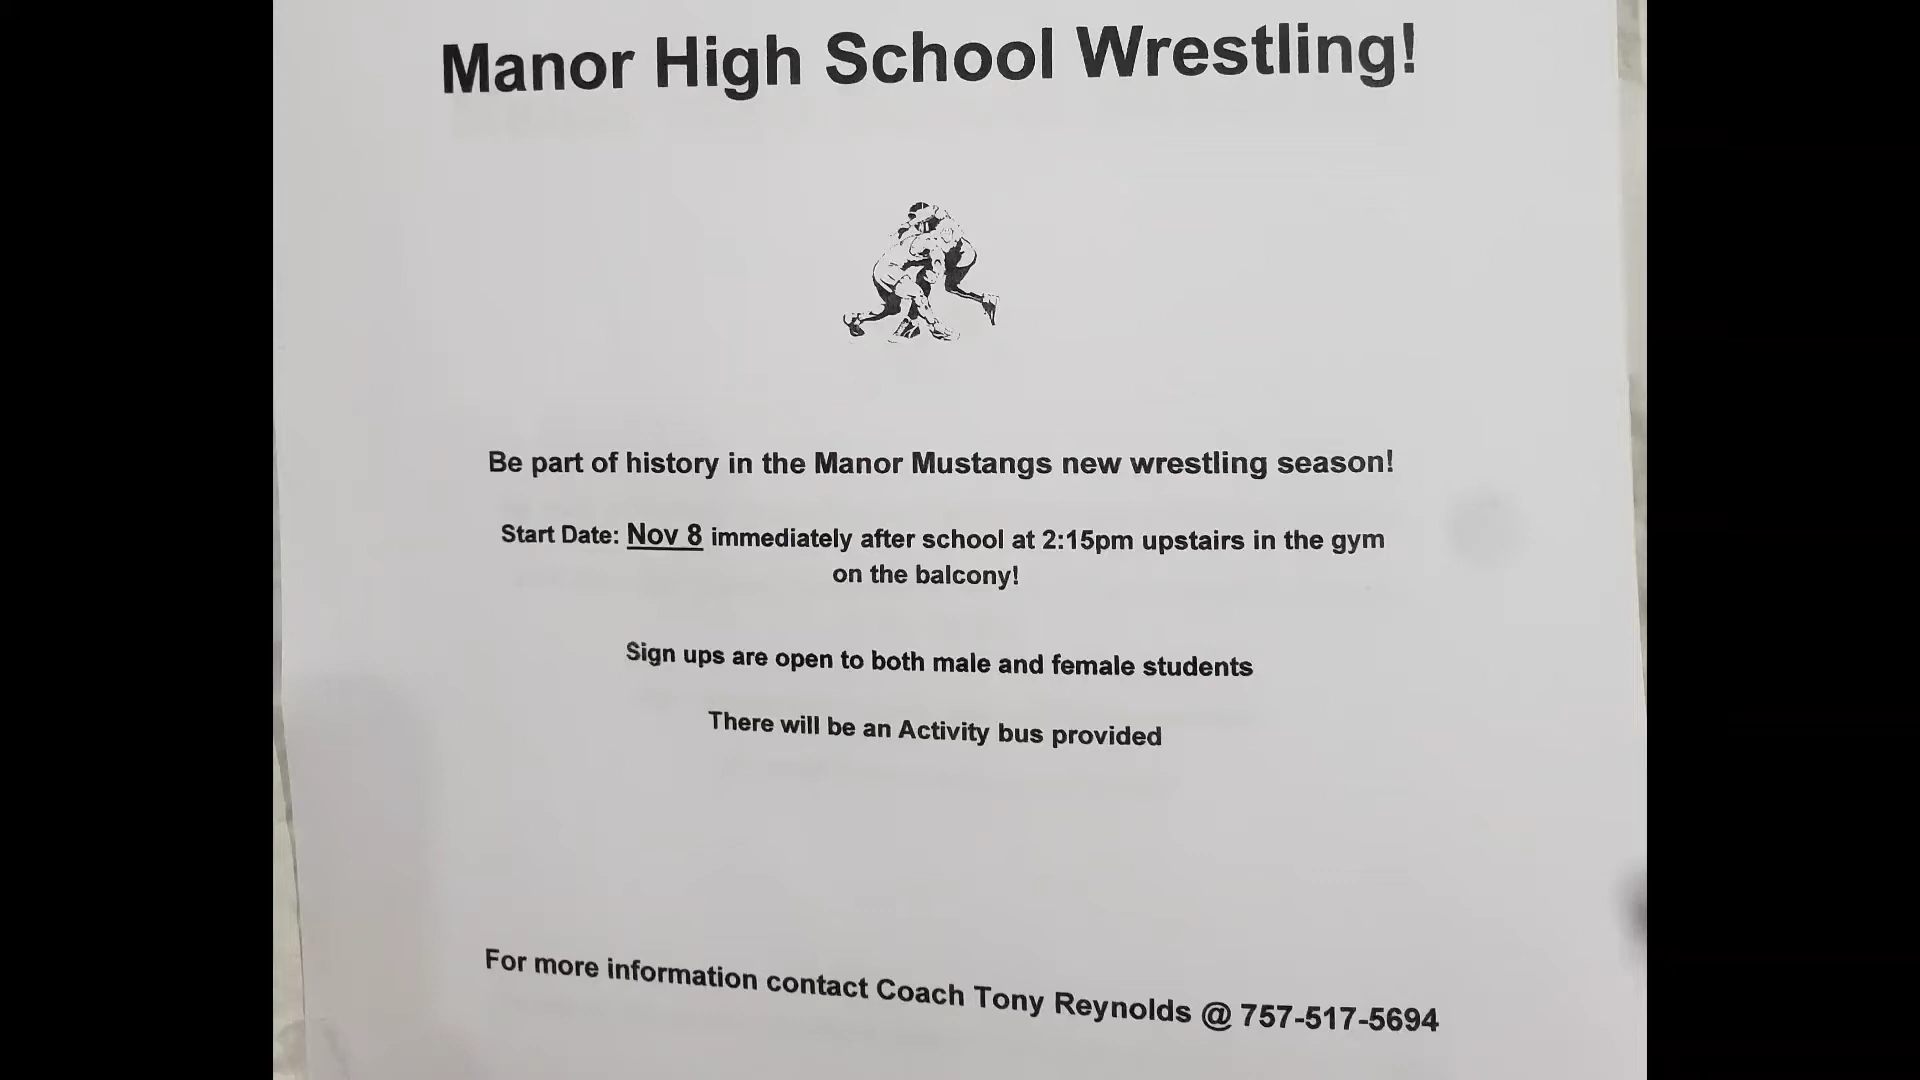 Manor High School Wrestling!
Be part of history in the Manor Mustangs new wrestling season!
Start Date: Nov 8 immediately after school at 2:15pm upstairs in the gym
on the balcony!
Sign ups are open to both male and female students
There will be an Activity bus provided
For more information contact Coach Tony Reynolds @ 757-517-5694